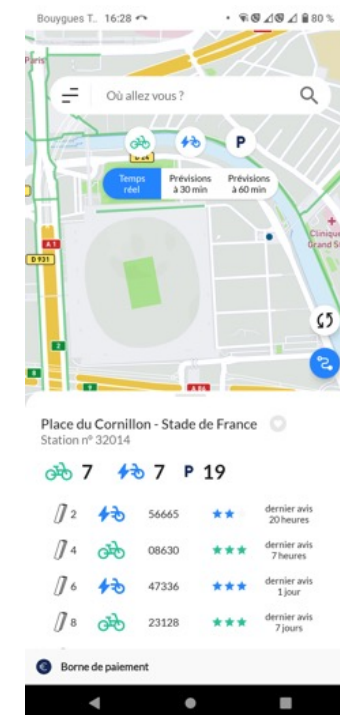 Bouygues T.. 16:28 80 %
Paris
Où allez vous ?
P
Temps
réel
Prévisions
à 30 min
Prévisions
à 60 min
Clinique
Grand S
A 1
D 931
2
8
9
A 86
Place du Cornillon - Stade de France
Station n° 32014
7 7 P 19
2 56665 dernier avis
20 heures
4 08630 dernier avis
7 heures
6 47336 dernier avis
1 jour
8 23128 dernier avis
7 jours
€ Borne de paiement